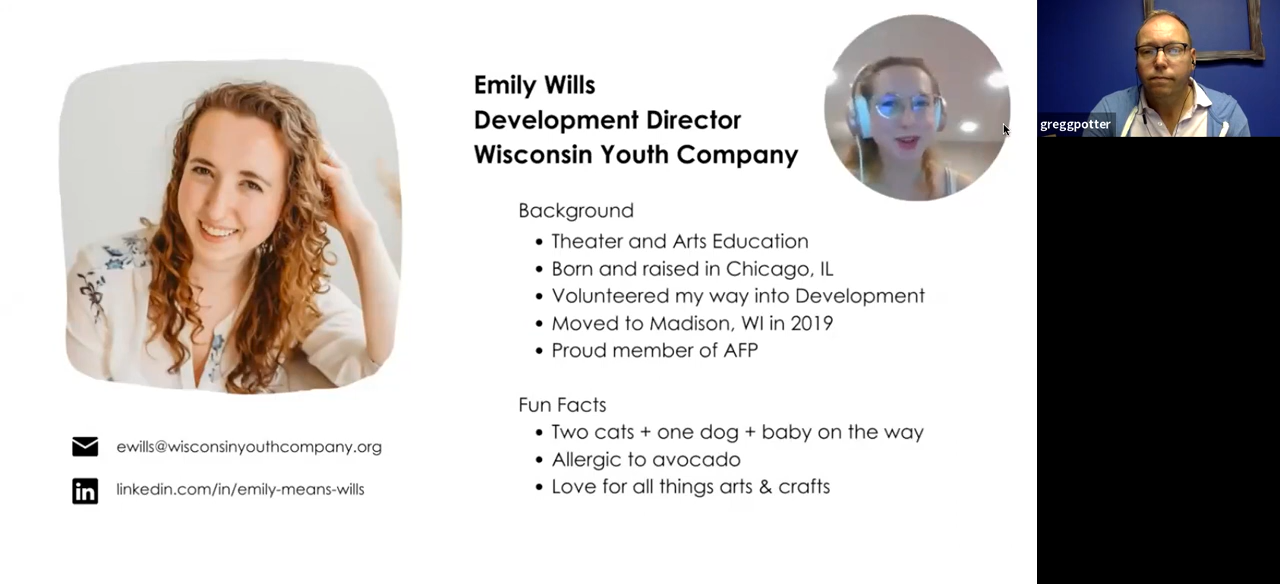 Emily Wills
Development Director
Wisconsin Youth Company
Background
• Theater and Arts Education
• Born and raised in Chicago, IL
• Volunteered my way into Development
• Moved to Madison, WI in 2019
• Proud member of AFP
Fun Facts
• Two cats + one dog + baby on the way
• Allergic to avocado
• Love for all things arts & crafts
ewills@wisconsinyouthcompany.org
in
linkedin.com/in/emily-means-wills
greggpotter